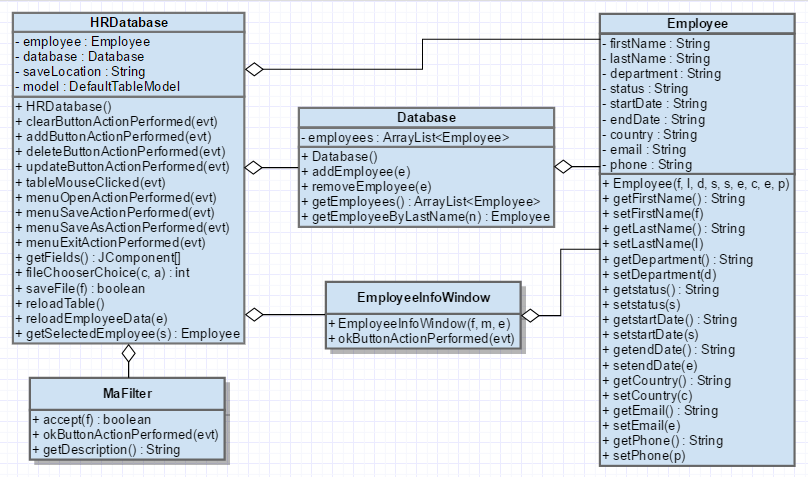 HRDatabase
- employee : Employee
- database : Database
- saveLocation : String
- model : DefaultTableModel
+ HRDatabase()
+ clearButtonActionPerformed(evt)
+ addButtonActionPerformed(evt)
+ deleteButtonActionPerformed(evt)
+ updateButtonActionPerformed(evt)
+ tableMouseClicked(evt)
+ menuOpenActionPerformed(evt)
+ menuSaveActionPerformed(evt)
+ menuSaveAsActionPerformed(evt)
+ menuExitActionPerformed(evt)
+ getFields() : JComponent[]
+ fileChooserChoice(c, a) : int
+ saveFile(f) : boolean
+ reloadTable()
+ reloadEmployeeData(e)
+ getSelectedEmployee(s) : Employee
MaFilter
+ accept(f) : boolean
+ okButtonActionPerformed(evt)
+ getDescription() : String
Database
- employees : ArrayList<Employee>
+ Database()
+ addEmployee(e)
+ removeEmployee(e)
+ getEmployees() : ArrayList<Employee>
+ getEmployeeByLastName(n) : Employee
EmployeeInfoWindow
+ EmployeeInfoWindow(f, m, e)
+ okButtonActionPerformed(evt)
Employee
- firstName : String
- lastName : String
- department : String
- status : String
- startDate : String
- endDate : String
- country : String
- email : String
- phone : String
+ Employee(f, l, d, s, s, e, c, e, p)
+ getFirstName() : String
+ setFirstName(f)
+ getLastName() : String
+ setLastName(l)
+ getDepartment() : String
+ setDepartment(d)
+ getstatus() : String
+ setstatus(s)
+ getstartDate() : String
+ setstartDate(s)
+ getendDate() : String
+ setendDate(e)
+ getCountry() : String
+ setCountry(c)
+ getEmail() : String
+ setEmail(e)
+ getPhone() : String
+ setPhone(p)